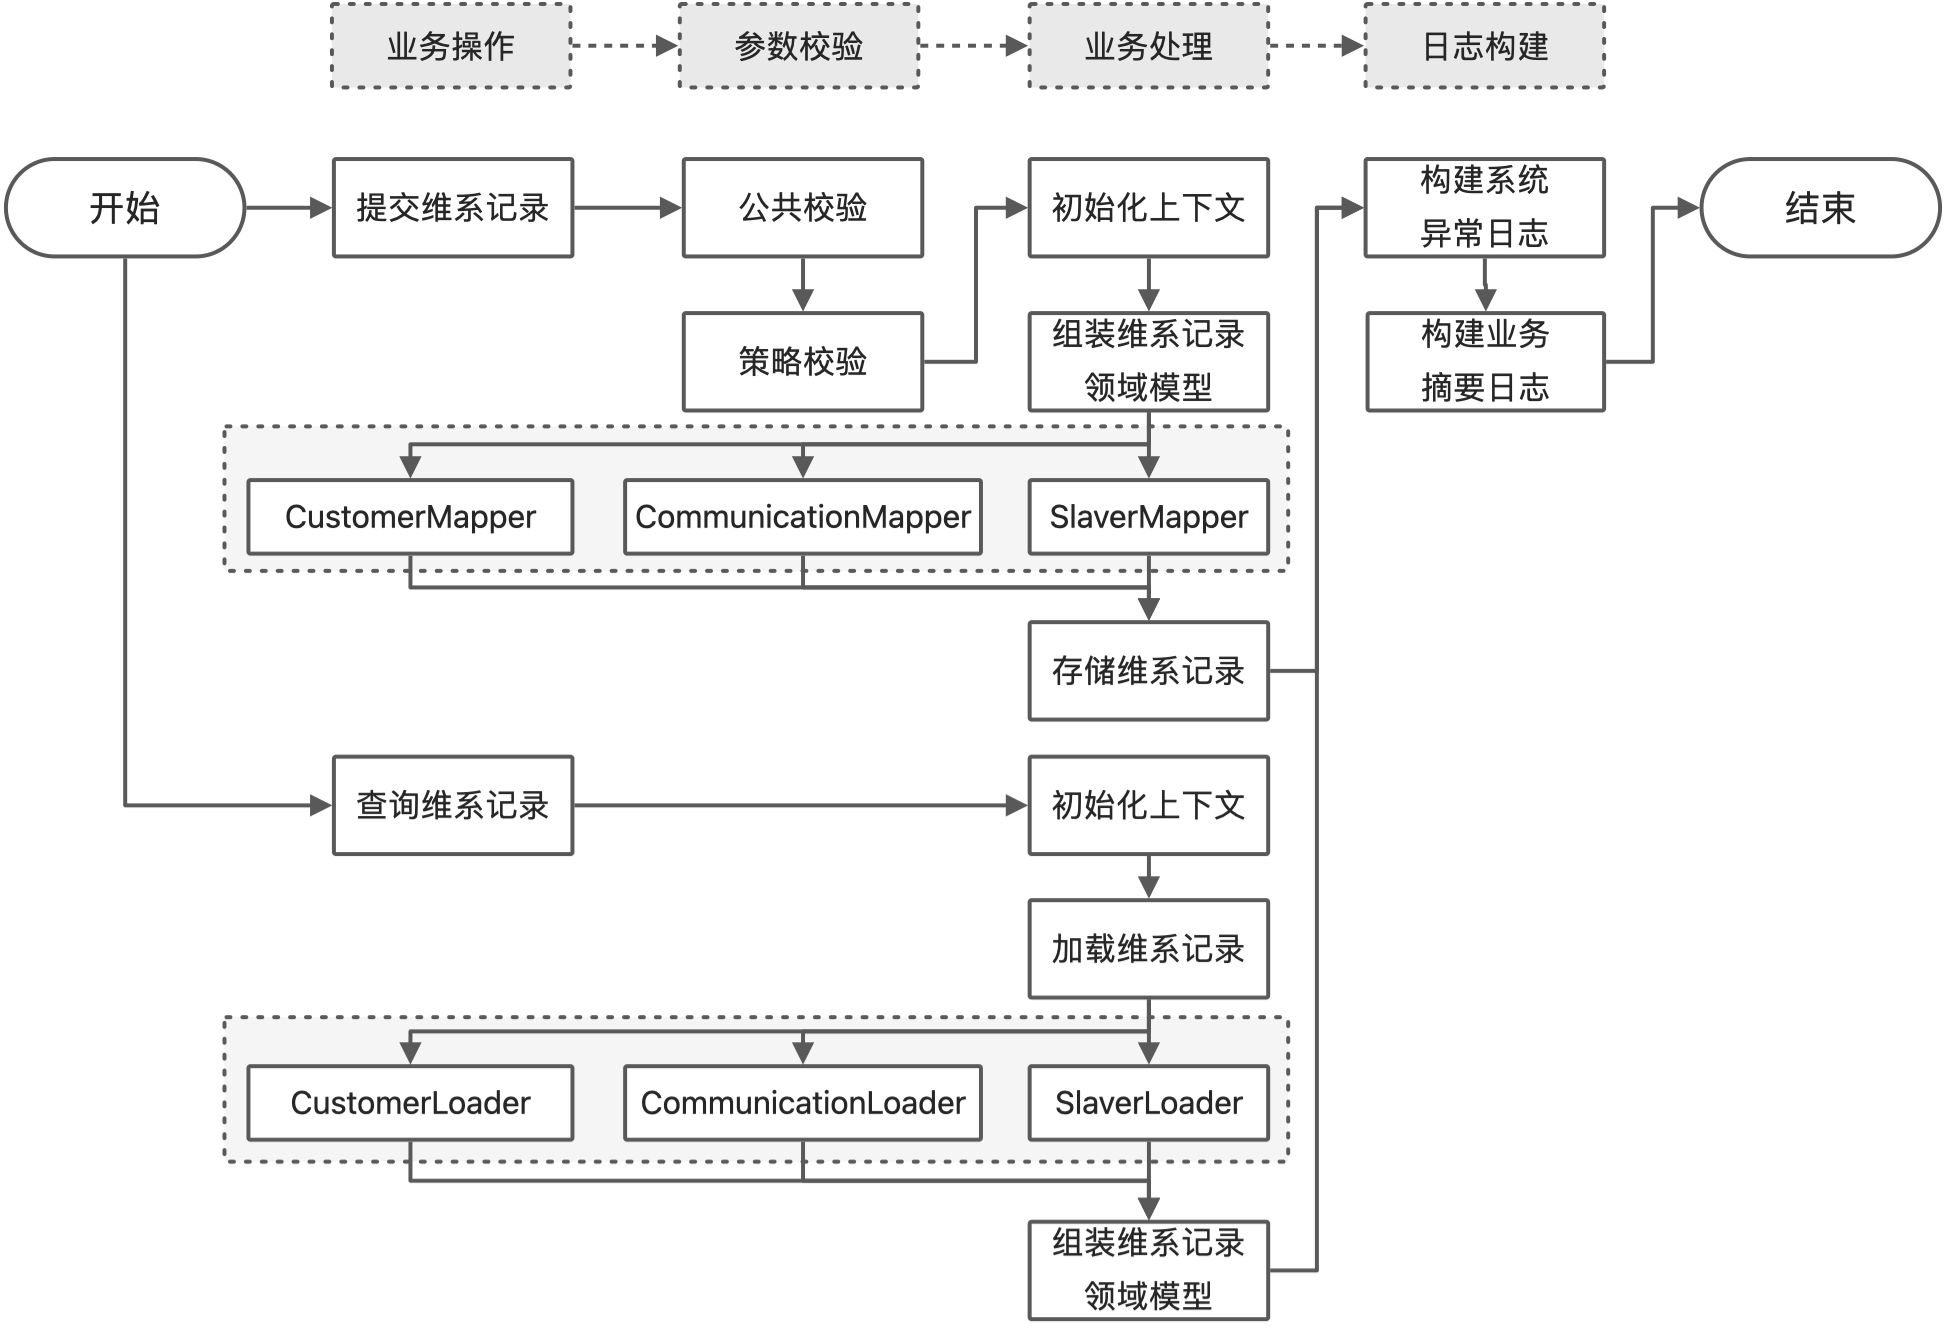 业务操作
参数校验
业务处理
日志构建
开始
提交维系记录
公共校验
初始化上下文
构建系统
异常日志
结束
策略校验
组装维系记录
领域模型
构建业务
摘要日志
CustomerMapper
CommunicationMapper
SlaverMapper
存储维系记录
查询维系记录
初始化上下文
加载维系记录
CustomerLoader
CommunicationLoader
SlaverLoader
组装维系记录
领域模型